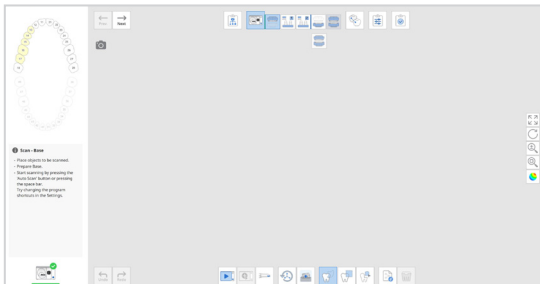 Prev
Next
Scan - Base
- Place objects to be scanned.
- Prepare Base.
- Start scanning by pressing the
'Auto Scan' button or pressing
the space bar.
Try changing the program
shortcuts in the Settings.
Undo
Redo